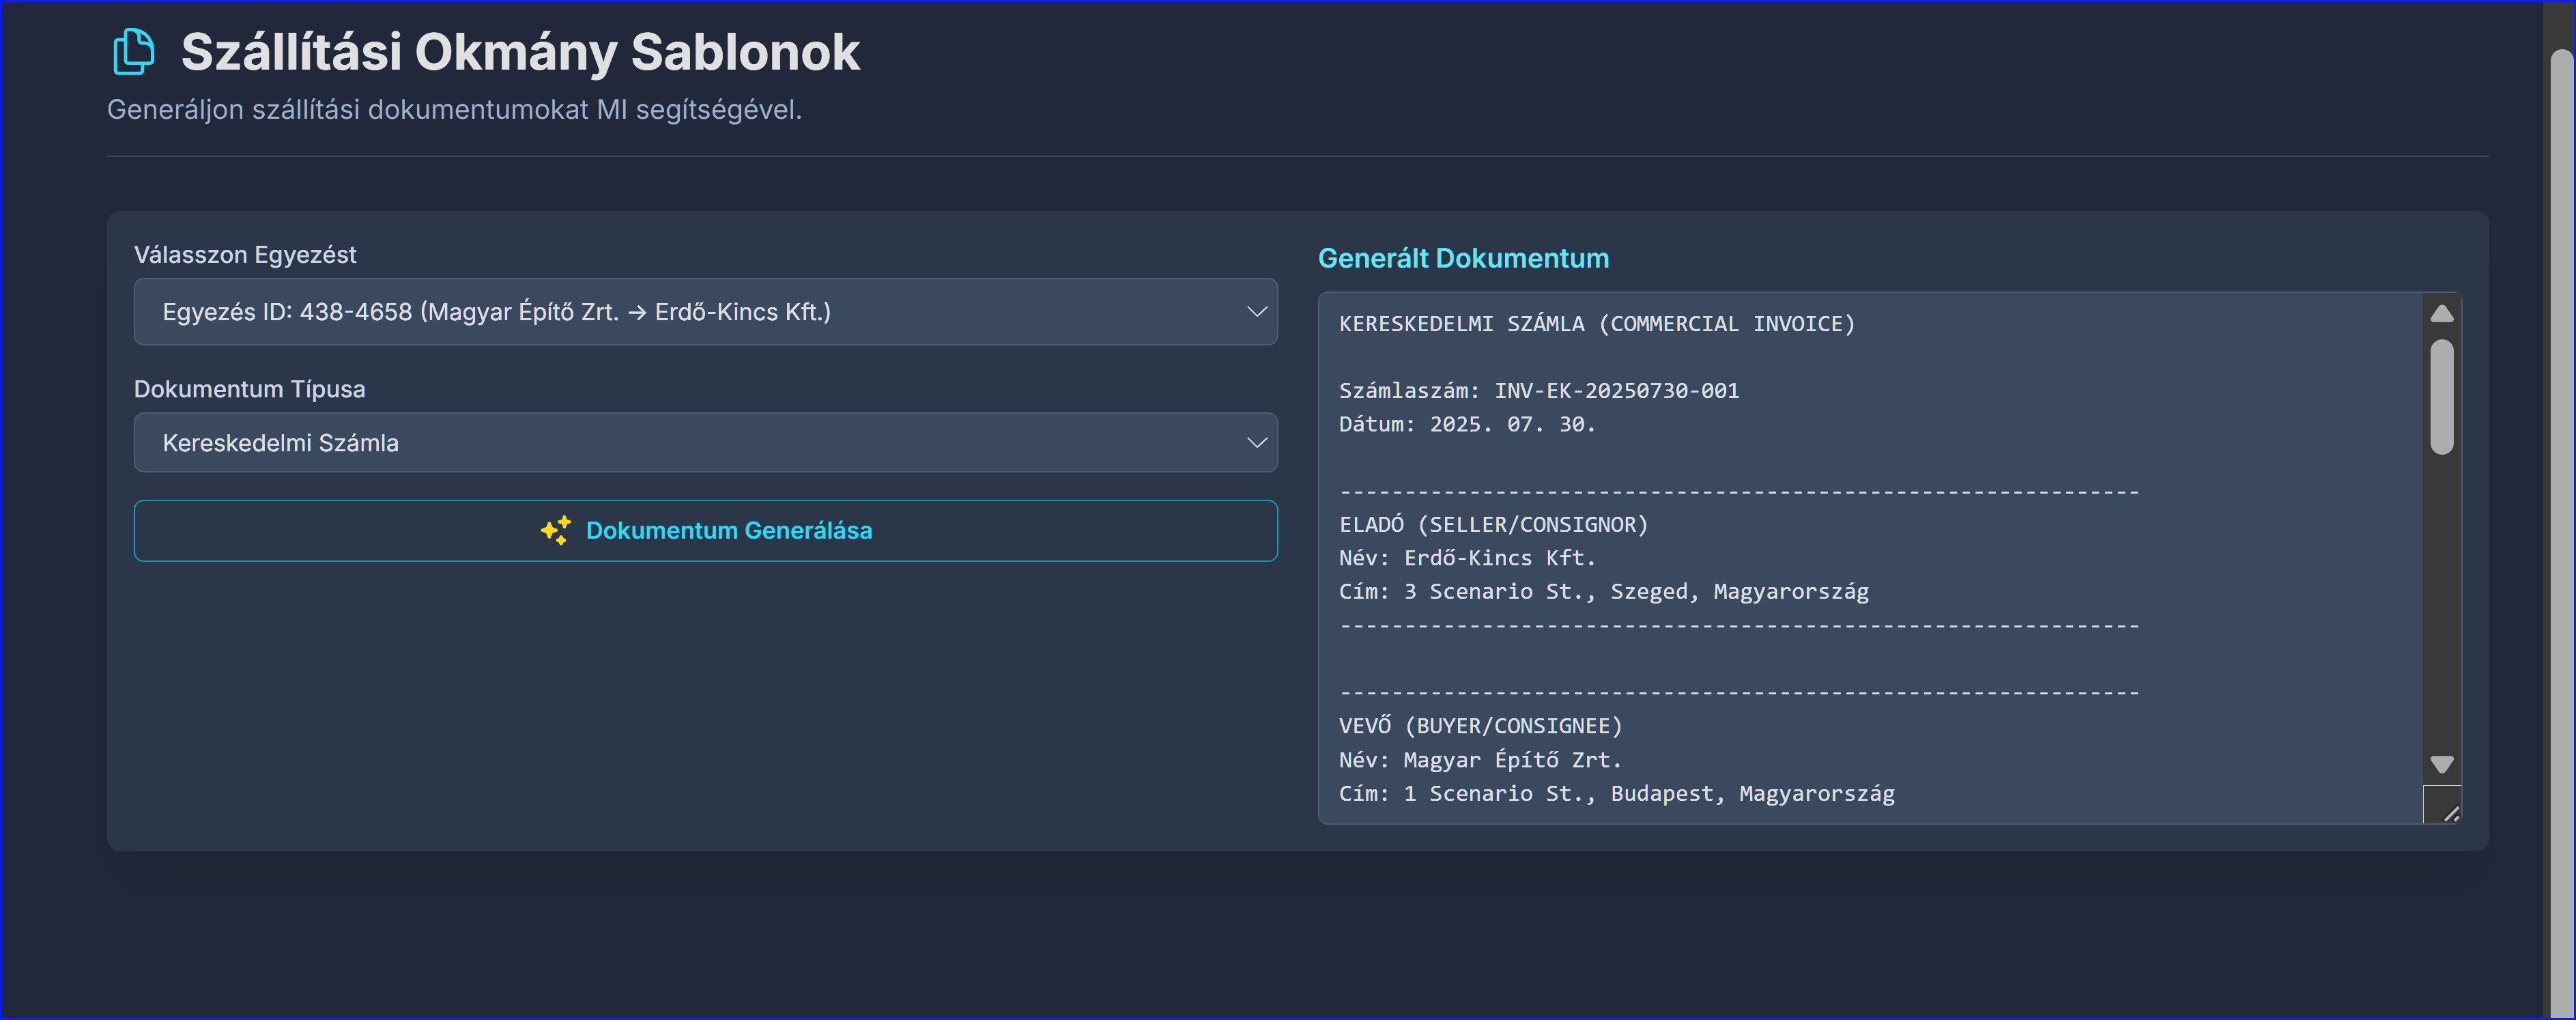 Szállítási Okmány Sablonok
Generáljon szállítási dokumentumokat MI segítségével.
Válasszon Egyezést
Egyezés ID: 438-4658 (Magyar Építő Zrt. → Erdő-Kincs Kft.)
Dokumentum Típusa
Kereskedelmi Számla
Dokumentum Generálása
Generált Dokumentum
KERESKEDELMI SZÁMLA (COMMERCIAL INVOICE)
Számlaszám: INV-EK-20250730-001
Dátum: 2025. 07. 30.
--------------------------------------------------------------
ELADÓ (SELLER/CONSIGNOR)
Név: Erdő-Kincs Kft.
Cím: 3 Scenario St., Szeged, Magyarország
--------------------------------------------------------------
--------------------------------------------------------------
VEVŐ (BUYER/CONSIGNEE)
Név: Magyar Építő Zrt.
Cím: 1 Scenario St., Budapest, Magyarország